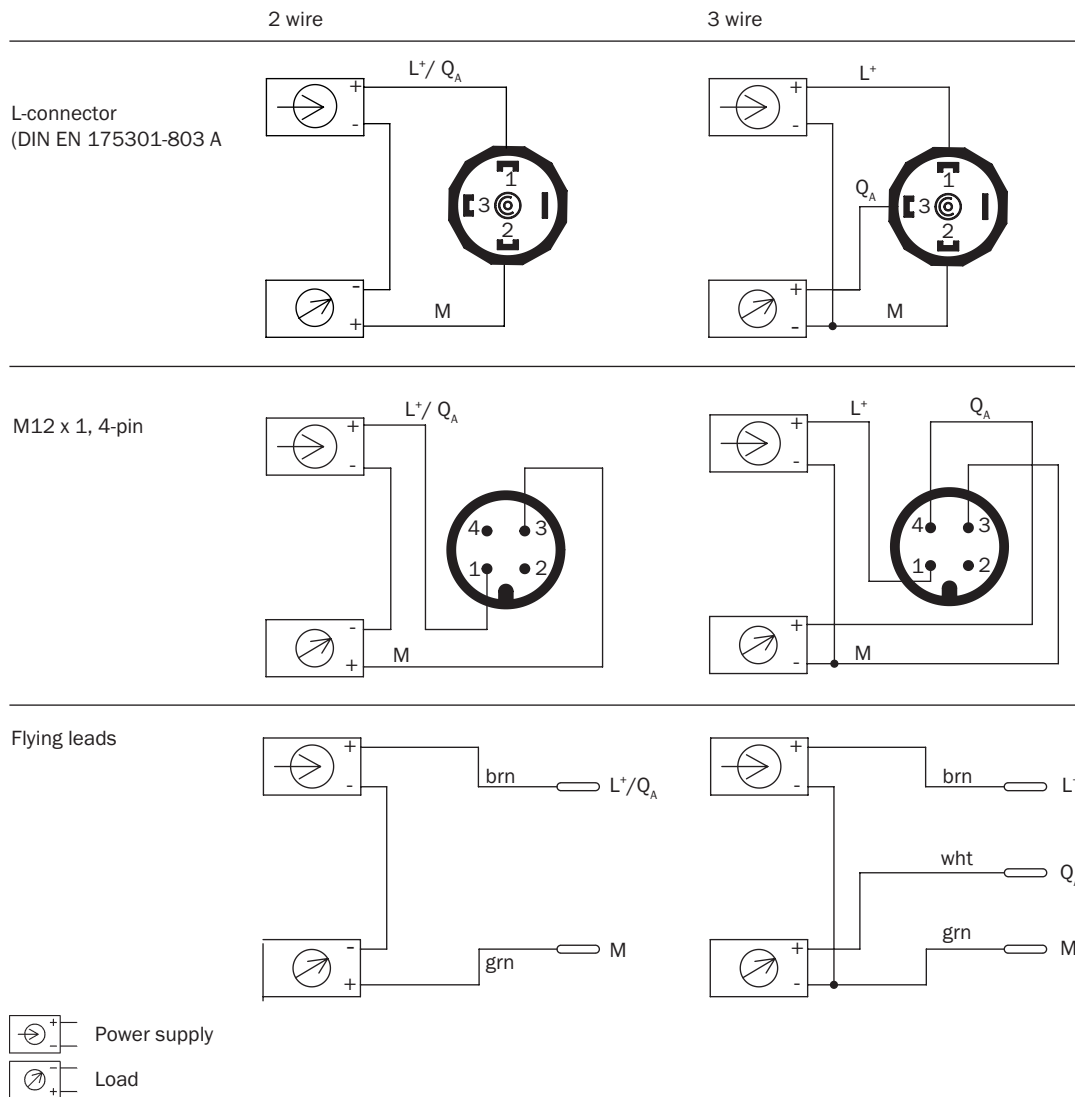 2 wire 3 wire
L-connector
(DIN EN 175301-803 A
L+/ QA
+
-
1
3
2
-
+
M
L+
+
-
QA
1
3
2
+
-
M
M12 x 1, 4-pin
L+/ QA
+
-
4 3
1 2
-
+
M
L+ QA
+
-
4 3
1 2
+
-
M
Flying leads
+
-
brn L+/QA
-
+
grn M
+
-
brn L+
wht QA
+
-
grn M
+
-
Power supply
-
+
Load